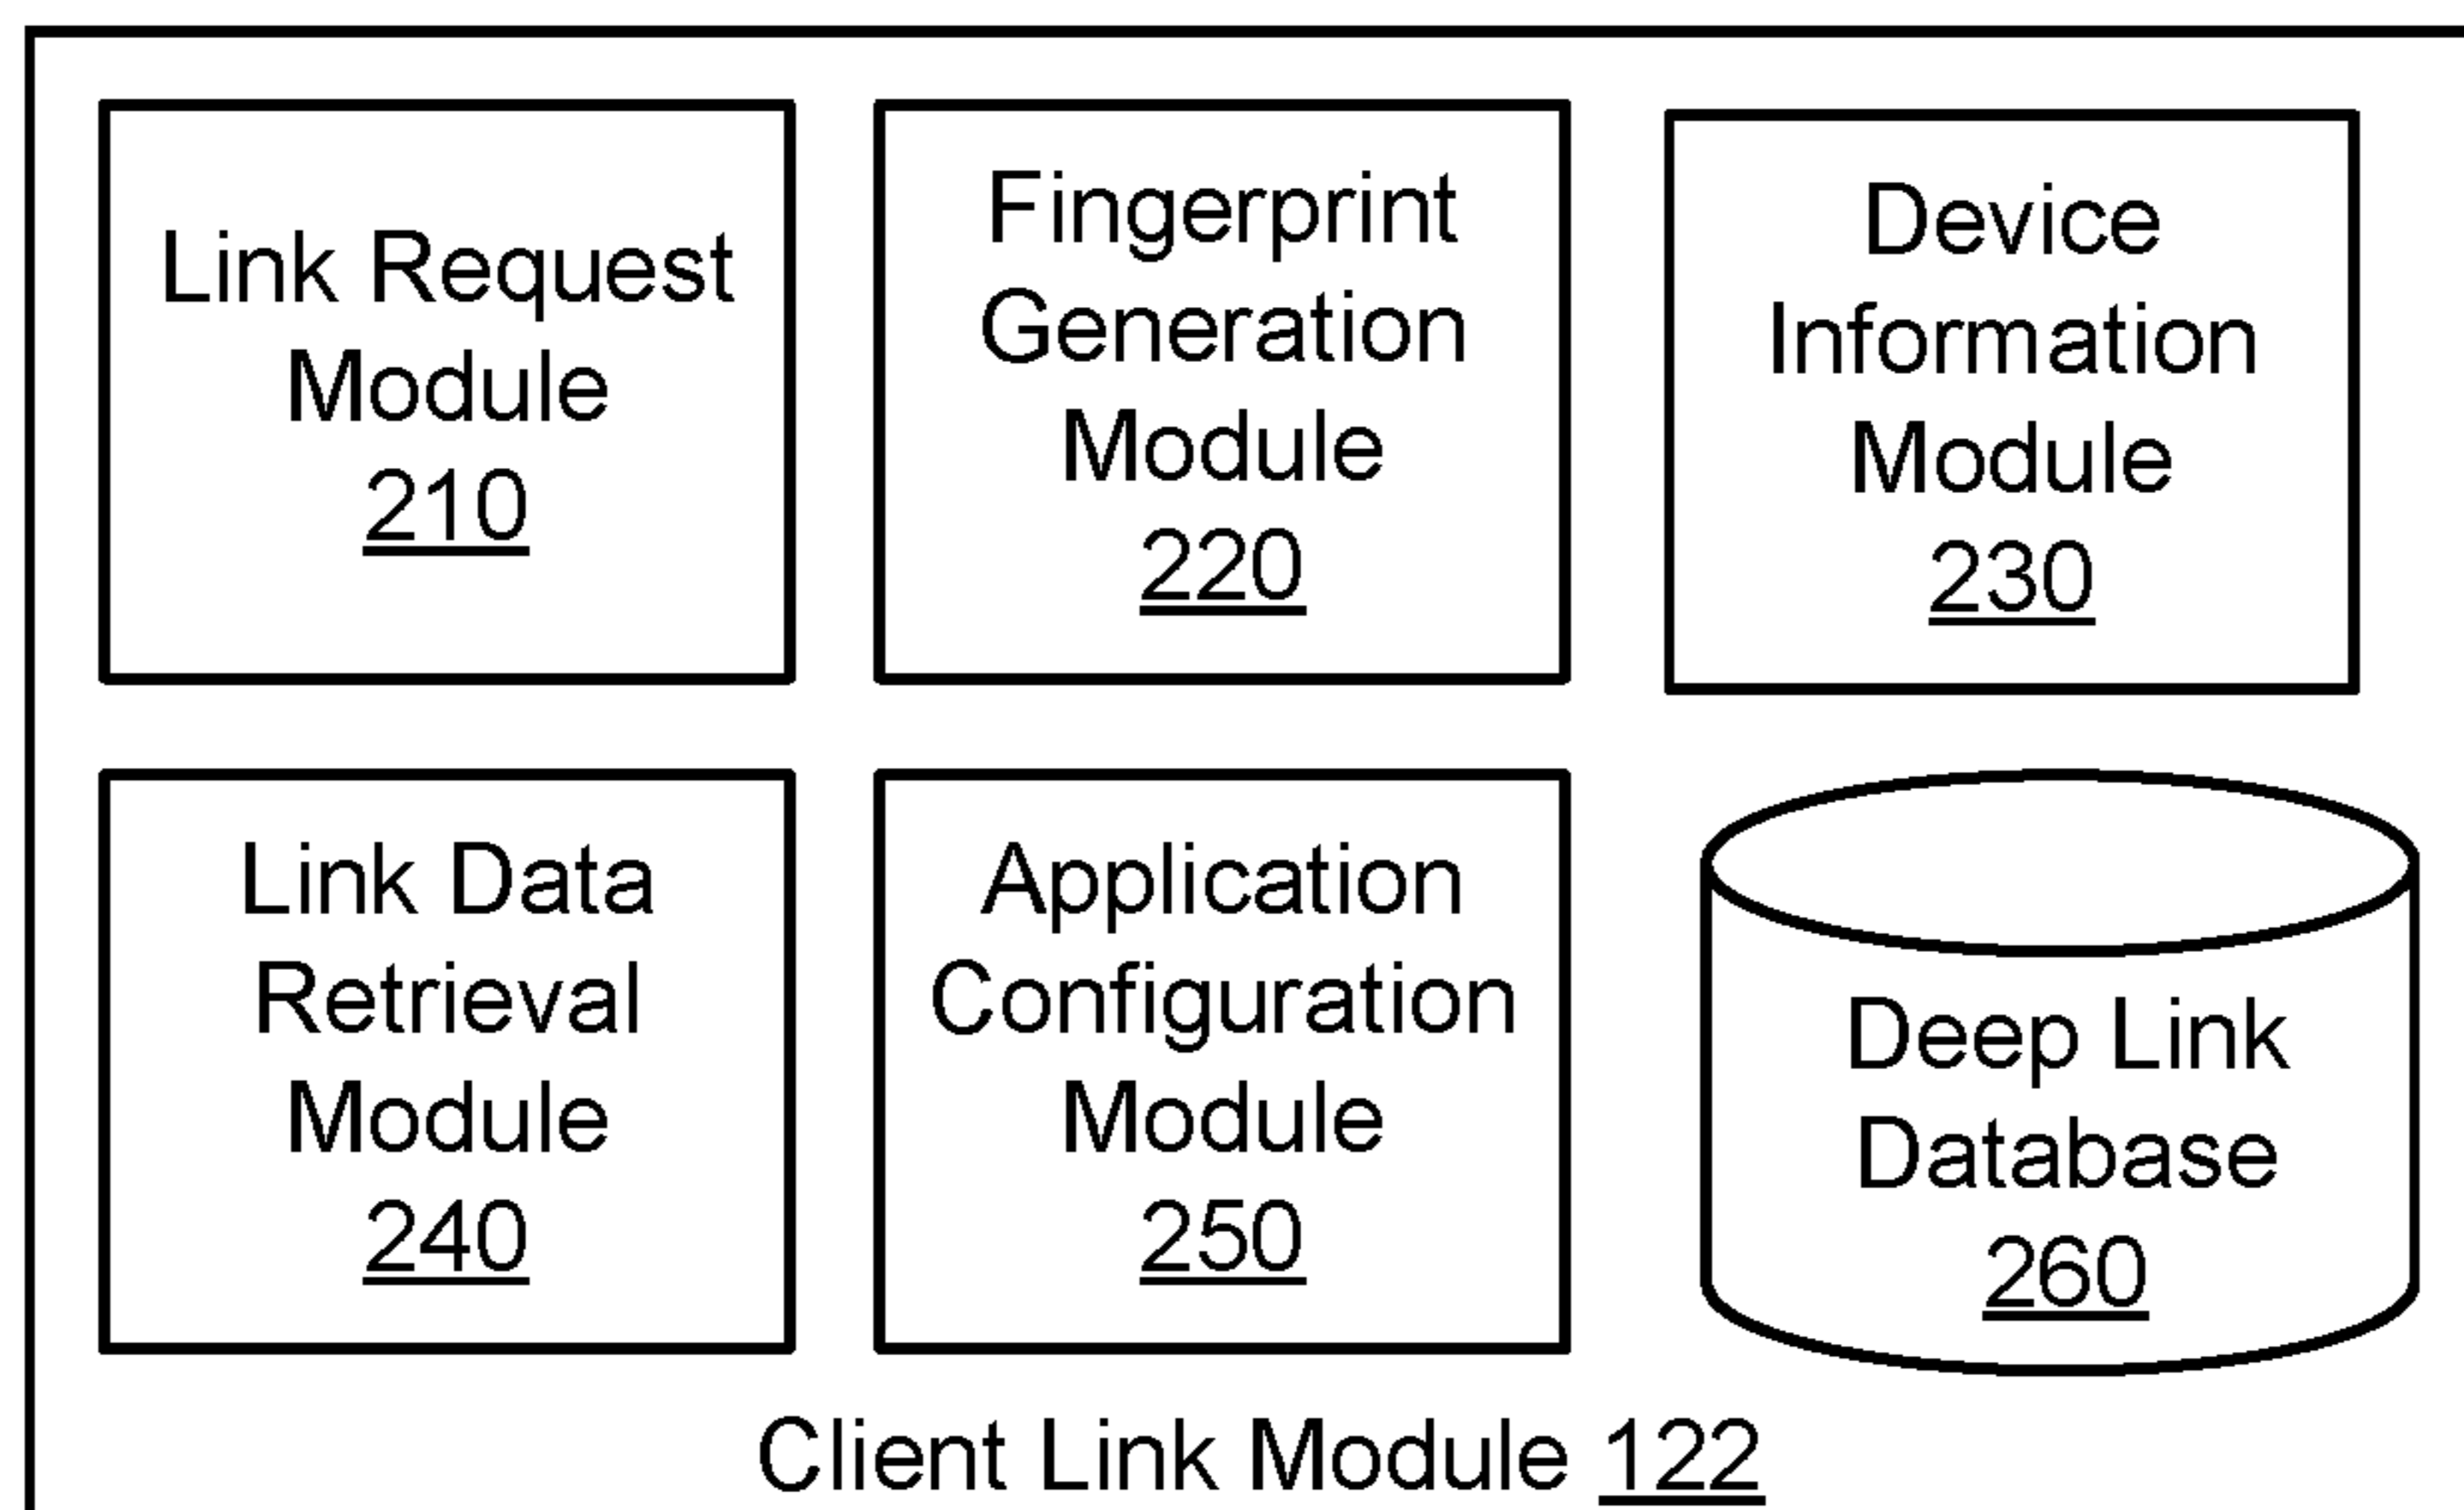 Link Request
Module
210
Fingerprint
Generation
Module
220
Device
Information
Module
230
Link Data
Retrieval
Module
240
Application
Configuration
Module
250
Deep Link
Database
260
Client Link Module 122